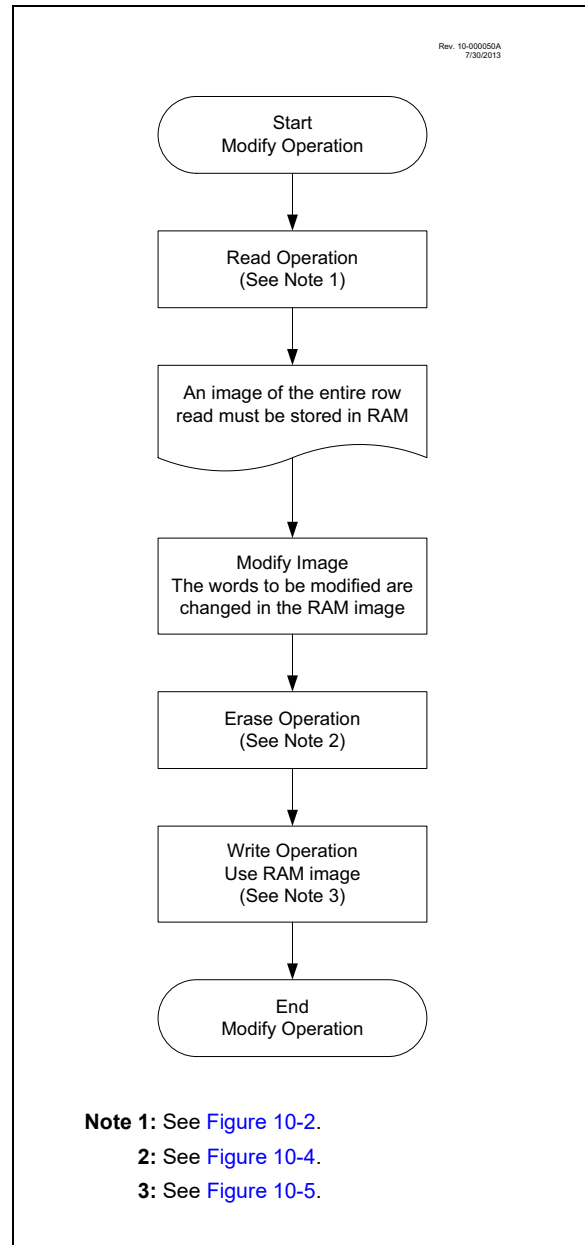 Rev. 10-000050A
7/30/2013
Start
Modify Operation
Read Operation
(See Note 1)
An image of the entire row
read must be stored in RAM
Modify Image
The words to be modified are
changed in the RAM image
Erase Operation
(See Note 2)
Write Operation
Use RAM image
(See Note 3)
End
Modify Operation
Note 1: See Figure 10-2.
2: See Figure 10-4.
3: See Figure 10-5.